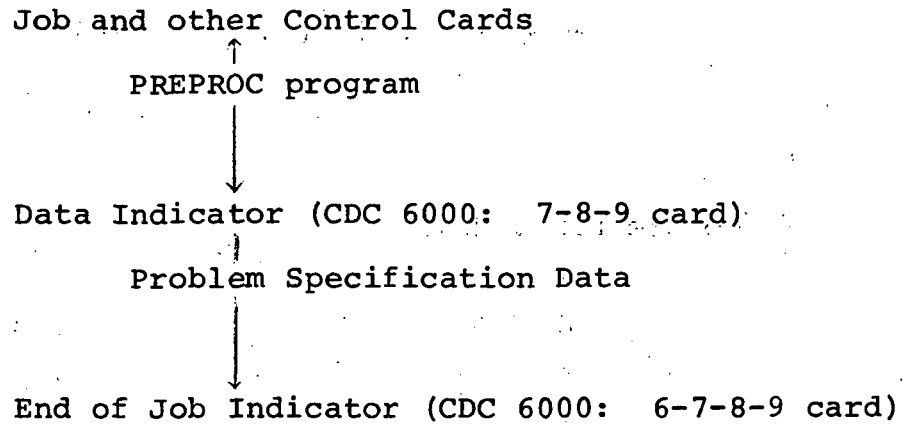 Job and other Control Cards
PREPROC program
Data Indicator (CDC 6000: 7-8-9 card)
Problem Specification Data
End of Job Indicator (CDC 6000: 6-7-8-9 card)